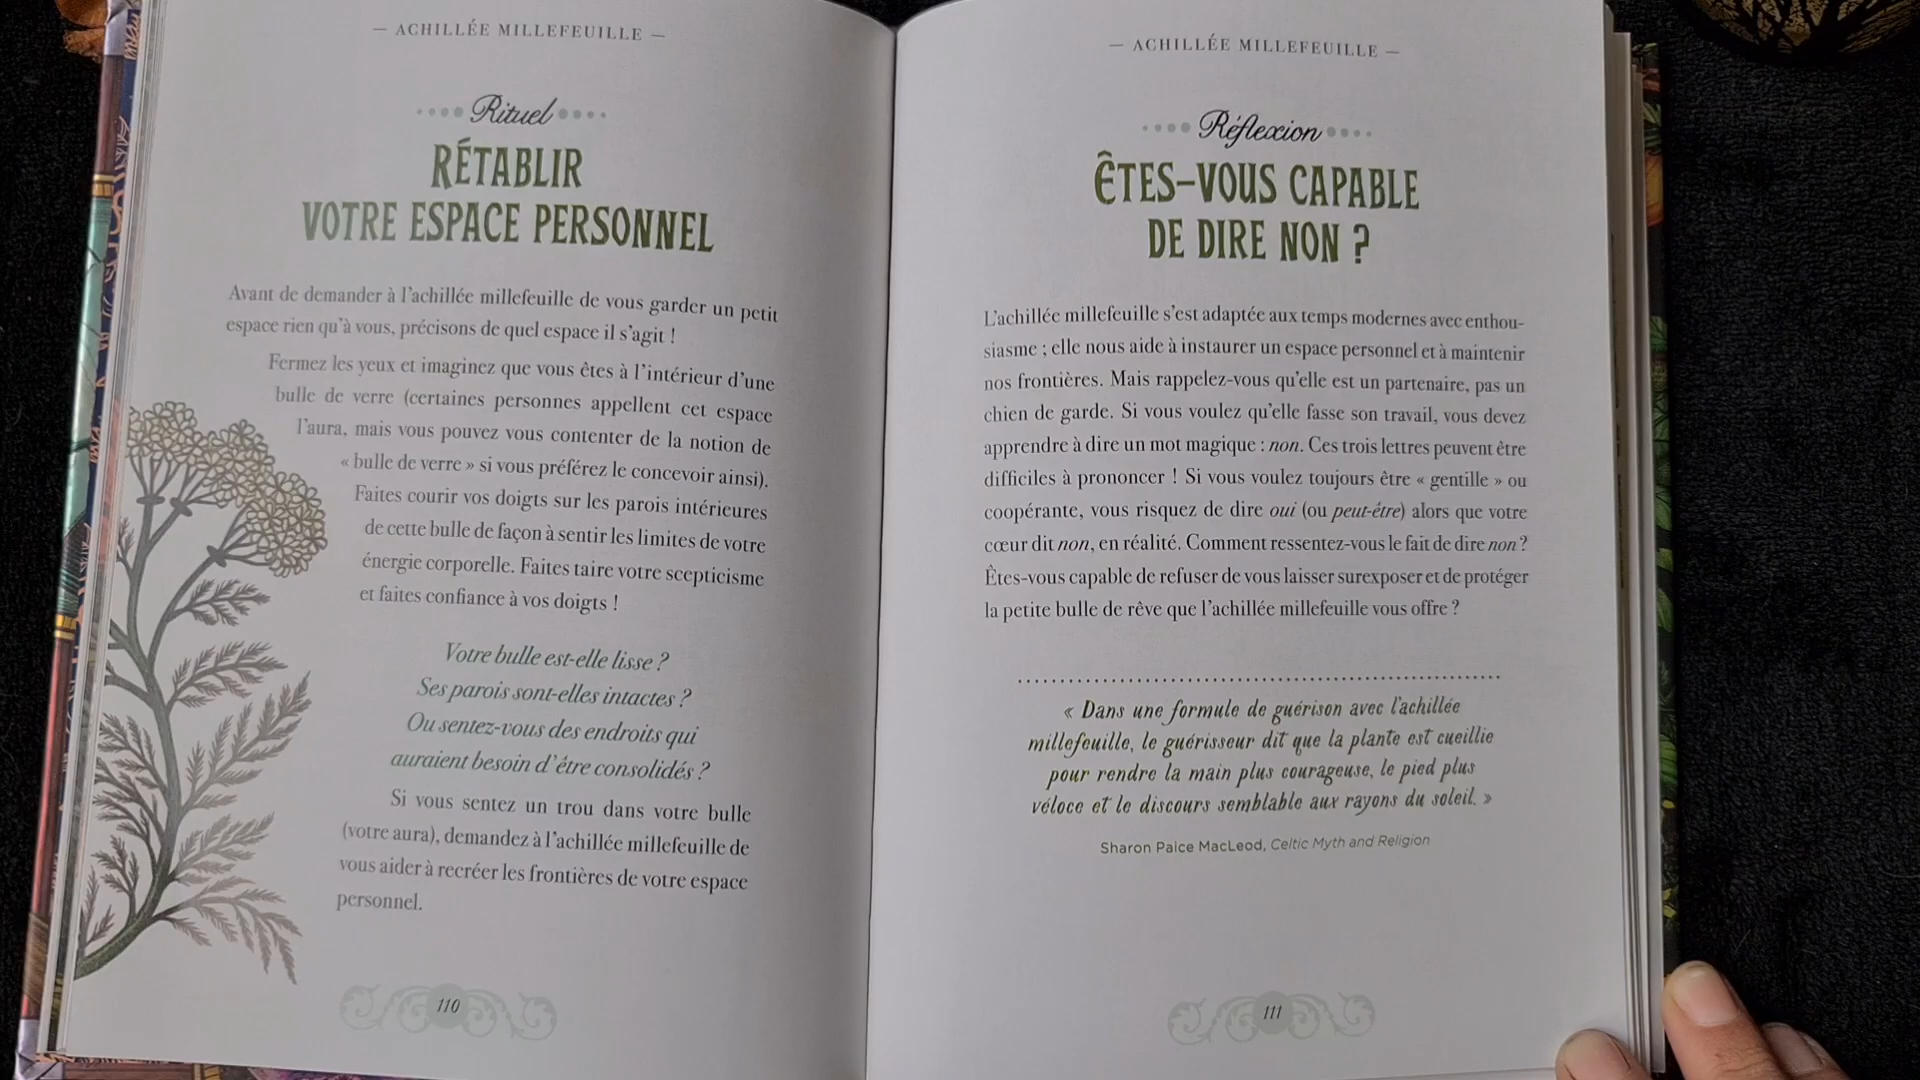 — ACHILLÉE MILLEFEUILLE —
Rituel
RÉTABLIR
VOTRE ESPACE PERSONNEL
Avant de demander à l'achillée millefeuille de vous garder un petit
espace rien qu'à vous, précisons de quel espace il s'agit !
Fermez les yeux et imaginez que vous êtes à l'intérieur d'une
bulle de verre (certaines personnes appellent cet espace
l'aura, mais vous pouvez vous contenter de la notion de
« bulle de verre » si vous préférez le concevoir ainsi).
Faites courir vos doigts sur les parois intérieures
de cette bulle de façon à sentir les limites de votre
énergie corporelle. Faites taire votre scepticisme
et faites confiance à vos doigts !
Votre bulle est-elle lisse ?
Ses parois sont-elles intactes ?
Ou sentez-vous des endroits qui
auraient besoin d'être consolidés ?
Si vous sentez un trou dans votre bulle
(votre aura), demandez à l'achillée millefeuille de
vous aider à recréer les frontières de votre espace
personnel.
110
— ACHILLÉE MILLEFEUILLE —
Réflexion
ÊTES-VOUS CAPABLE
DE DIRE NON ?
L'achillée millefeuille s'est adaptée aux temps modernes avec enthou-
siasme ; elle nous aide à instaurer un espace personnel et à maintenir
nos frontières. Mais rappelez-vous qu'elle est un partenaire, pas un
chien de garde. Si vous voulez qu'elle fasse son travail, vous devez
apprendre à dire un mot magique : non. Ces trois lettres peuvent être
difficiles à prononcer ! Si vous voulez toujours être « gentille » ou
coopérante, vous risquez de dire oui (ou peut-être) alors que votre
cœur dit non, en réalité. Comment ressentez-vous le fait de dire non ?
Êtes-vous capable de refuser de vous laisser surexposer et de protéger
la petite bulle de rêve que l'achillée millefeuille vous offre ?
« Dans une formule de guérison avec l'achillée
millefeuille, le guérisseur dit que la plante est cueillie
pour rendre la main plus courageuse, le pied plus
véloce et le discours semblable aux rayons du soleil. »
Sharon Paice MacLeod, Celtic Myth and Religion
111